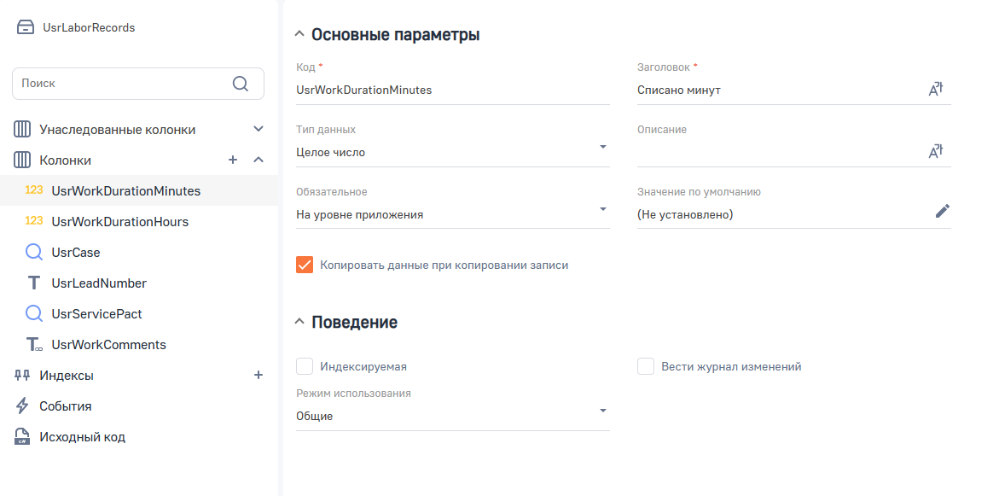 UsrLaborRecords
Поиск
Унаследованные колонки
Колонки
123 UsrWorkDurationMinutes
123 UsrWorkDurationHours
UsrCase
UsrLeadNumber
UsrServicePact
UsrWorkComments
Индексы
События
Исходный код
Основные параметры
Код *
UsrWorkDurationMinutes
Заголовок *
Списано минут
Тип данных
Целое число
Описание
Обязательное
На уровне приложения
Значение по умолчанию
(Не установлено)
Копировать данные при копировании записи
Поведение
Индексируемая
Вести журнал изменений
Режим использования
Общие